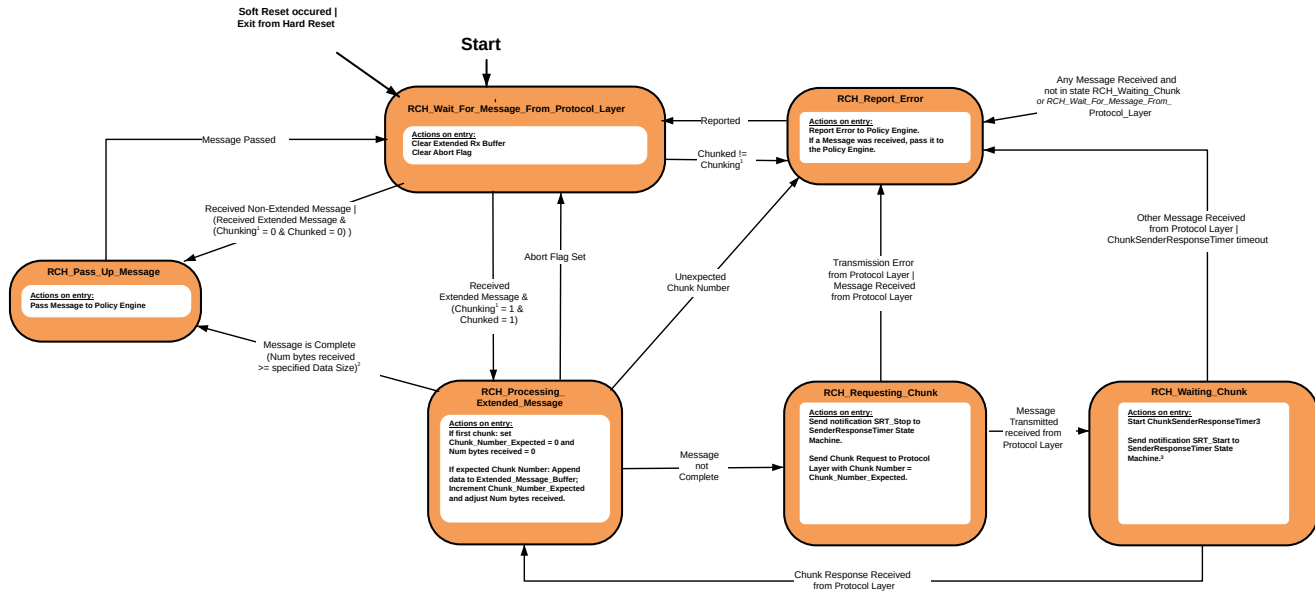 Soft Reset occured |
Exit from Hard Reset
Start
RCH_Wait_For_Message_From_Protocol_Layer
Actions on entry:
Clear Extended Rx Buffer
Clear Abort Flag
RCH_Report_Error
Actions on entry:
Report Error to Policy Engine.
If a Message was received, pass it to
the Policy Engine.
Any Message Received and
not in state RCH_Waiting_Chunk
or RCH_Wait_For_Message_From_
Protocol_Layer
Message Passed
Reported
Chunked !=
Chunking¹
Received Non-Extended Message |
(Received Extended Message &
(Chunking¹ = 0 & Chunked = 0) )
Abort Flag Set
Received
Extended Message &
(Chunking¹ = 1 &
Chunked = 1)
Unexpected
Chunk Number
Transmission Error
from Protocol Layer |
Message Received
from Protocol Layer
Other Message Received
from Protocol Layer |
ChunkSenderResponseTimer timeout
RCH_Pass_Up_Message
Actions on entry:
Pass Message to Policy Engine
Message is Complete
(Num bytes received
>= specified Data Size)²
RCH_Processing_
Extended_Message
Actions on entry:
If first chunk: set
Chunk_Number_Expected = 0 and
Num bytes received = 0
If expected Chunk Number: Append
data to Extended_Message_Buffer;
Increment Chunk_Number_Expected
and adjust Num bytes received.
Message
not
Complete
RCH_Requesting_Chunk
Actions on entry:
Send notification SRT_Stop to
SenderResponseTimer State
Machine.
Send Chunk Request to Protocol
Layer with Chunk Number =
Chunk_Number_Expected.
Message
Transmitted
received from
Protocol Layer
RCH_Waiting_Chunk
Actions on entry:
Start ChunkSenderResponseTimer3
Send notification SRT_Start to
SenderResponseTimer State
Machine.³
Chunk Response Received
from Protocol Layer